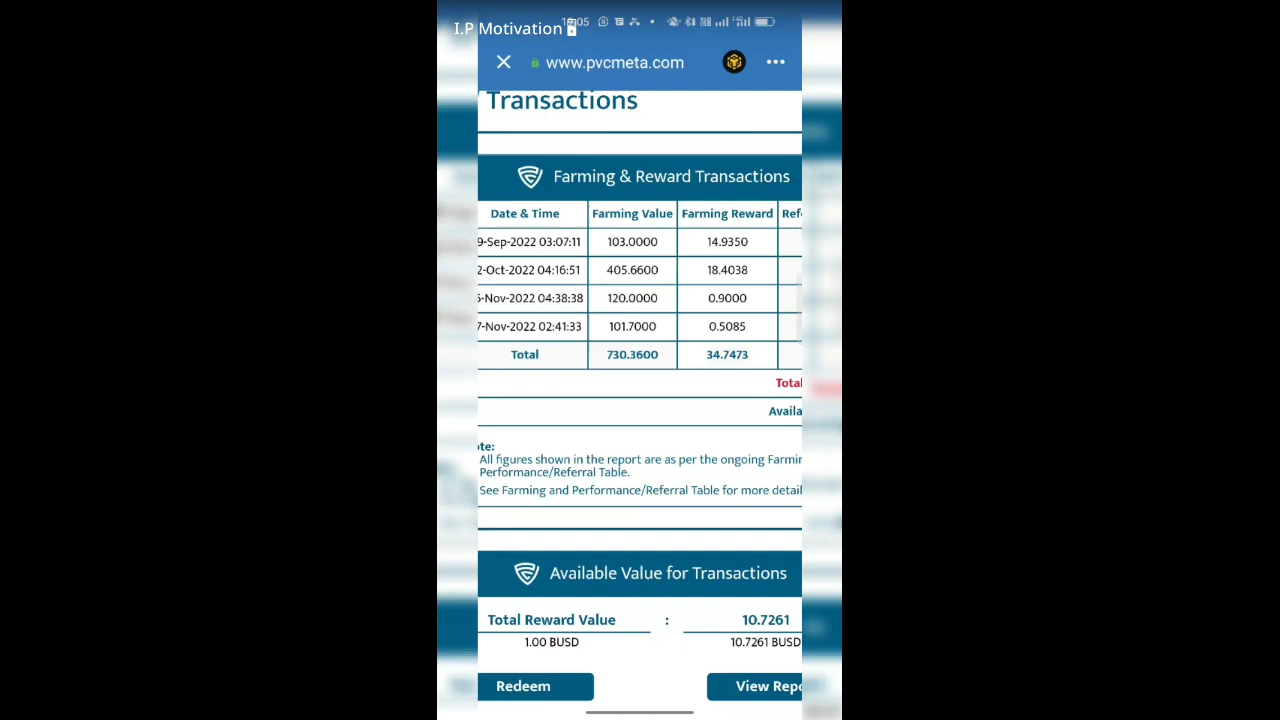 I.P Motivation
:05
www.pvcmeta.com
Transactions
Farming & Reward Transactions
Date & Time Farming Value Farming Reward Ref
9-Sep-2022 03:07:11 103.0000 14.9350
2-Oct-2022 04:16:51 405.6600 18.4038
-Nov-2022 04:38:38 120.0000 0.9000
7-Nov-2022 02:41:33 101.7000 0.5085
Total 730.3600 34.7473
Total
Availa
te:
All figures shown in the report are as per the ongoing Farmin
Performance/Referral Table.
See Farming and Performance/Referral Table for more detail
Available Value for Transactions
Total Reward Value : 10.7261
1.00 BUSD 10.7261 BUSD
Redeem View Repo